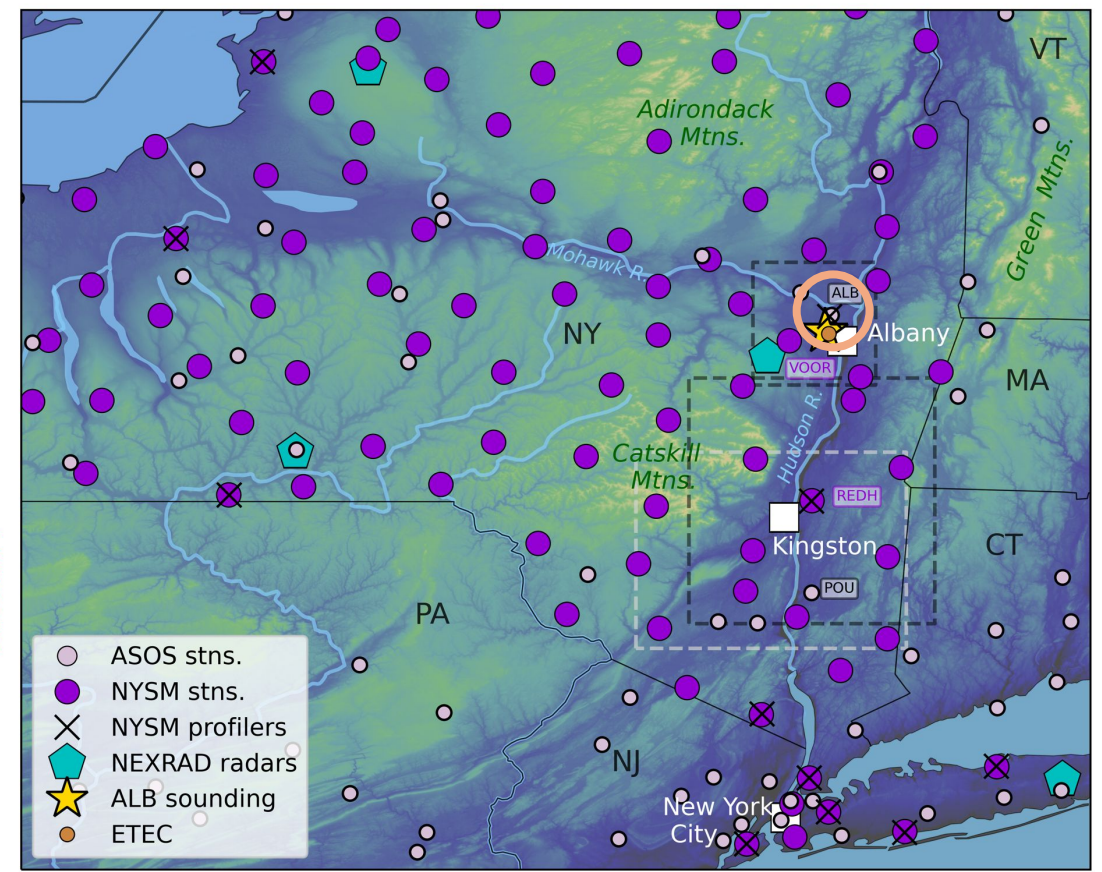 VT
Adirondack
Mtns.
Green Mtns.
Mohawk R.
ALB
NY
Albany
VOOR
MA
Hudson R.
Catskill
Mtns.
REDH
Kingston
CT
POU
PA
ASOS stns.
NYSM stns.
NYSM profilers
NEXRAD radars
ALB sounding
ETEC
NJ
New York
City